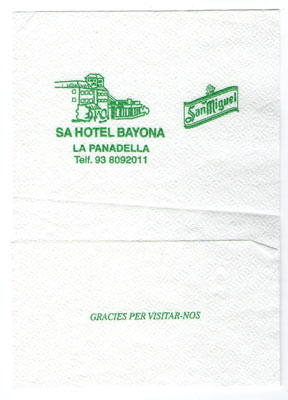 SA HOTEL BAYONA
LA PANADELLA
Telf. 93 8092011
San Miguel
GRACIES PER VISITAR-NOS